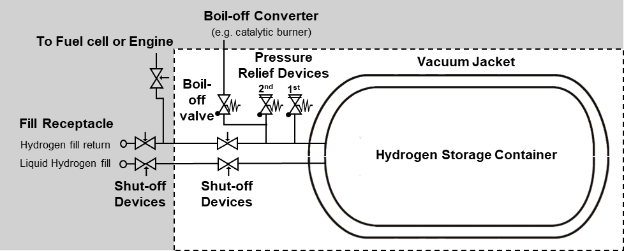 Boil-off Converter
(e.g. catalytic burner)
To Fuel cell or Engine
Pressure
Relief Devices
2nd 1st
Boil-
off
valve
Vacuum Jacket
Fill Receptacle
Hydrogen fill return
Liquid Hydrogen fill
Hydrogen Storage Container
Shut-off
Devices
Shut-off
Devices